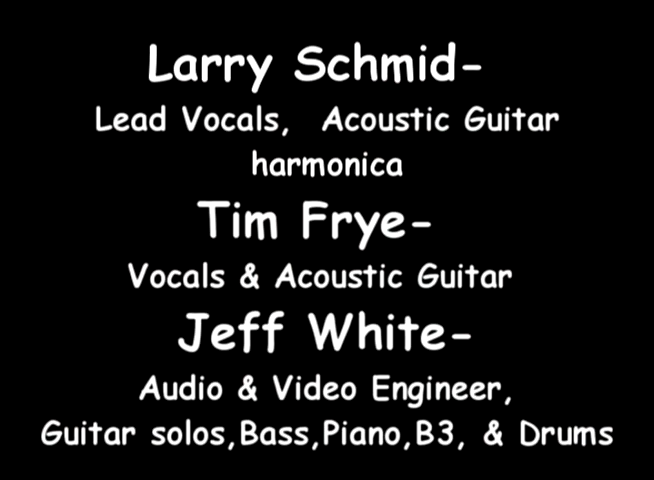 Larry Schmid-
Lead Vocals, Acoustic Guitar
harmonica
Tim Frye-
Vocals & Acoustic Guitar
Jeff White-
Audio & Video Engineer,
Guitar solos,Bass,Piano,B3, & Drums